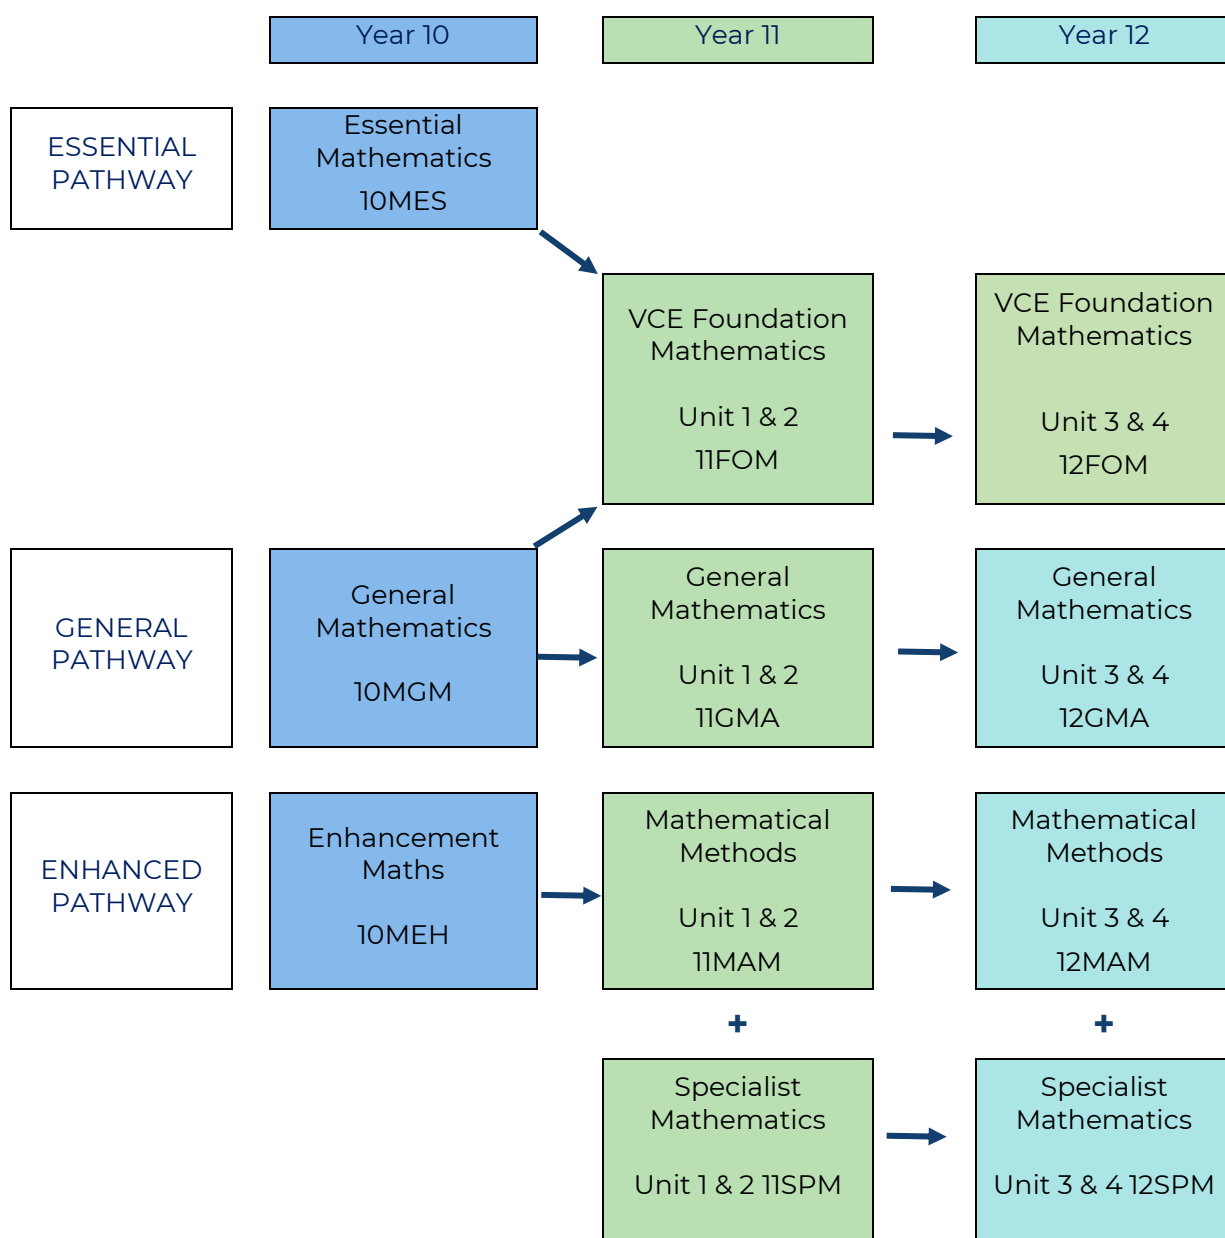 Year 10
Year 11
Year 12
ESSENTIAL
PATHWAY
Essential
Mathematics
10MES
VCE Foundation
Mathematics
Unit 1 & 2
11FOM
VCE Foundation
Mathematics
Unit 3 & 4
12FOM
GENERAL
PATHWAY
General
Mathematics
10MGM
General
Mathematics
Unit 1 & 2
11GMA
General
Mathematics
Unit 3 & 4
12GMA
ENHANCED
PATHWAY
Enhancement
Maths
10MEH
Mathematical
Methods
Unit 1 & 2
11MAM
Mathematical
Methods
Unit 3 & 4
12MAM
+
+
Specialist
Mathematics
Unit 1 & 2 11SPM
Specialist
Mathematics
Unit 3 & 4 12SPM